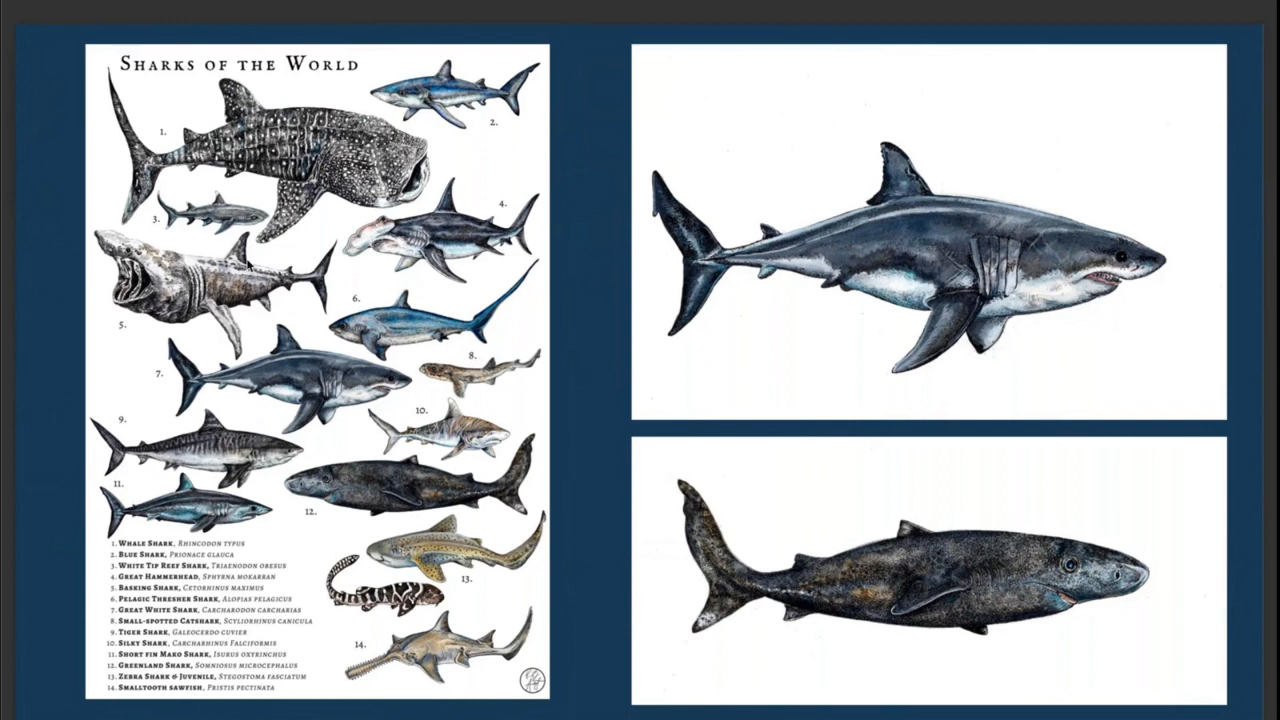 Sharks of the World
1.
2.
3.
4.
5.
6.
7.
8.
9.
10.
11.
12.
13.
14.
1. Whale Shark, Rhincodon typus
2. Blue Shark, Prionace glauca
3. White Tip Reef Shark, Triaenodon obesus
4. Great Hammerhead, Sphyrna mokarran
5. Basking Shark, Cetorhinus maximus
6. Pelagic Thresher Shark, Alopias pelagicus
7. Great White Shark, Carcharodon carcharias
8. Small-spotted Catshark, Scyliorhinus canicula
9. Tiger Shark, Galeocerdo cuvier
10. Silky Shark, Carcharhinus Falciformis
11. Short fin Mako Shark, Isurus oxyrinchus
12. Greenland Shark, Somniosus microcephalus
13. Zebra Shark & Juvenile, Stegostoma fasciatum
14. Smalltooth sawfish, Pristis pectinata